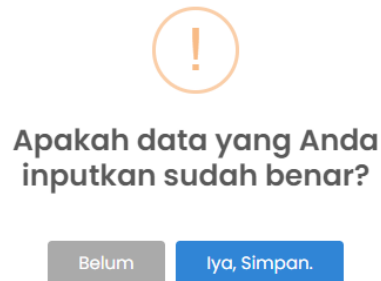 !
Apakah data yang Anda
inputkan sudah benar?
Belum
Iya, Simpan.